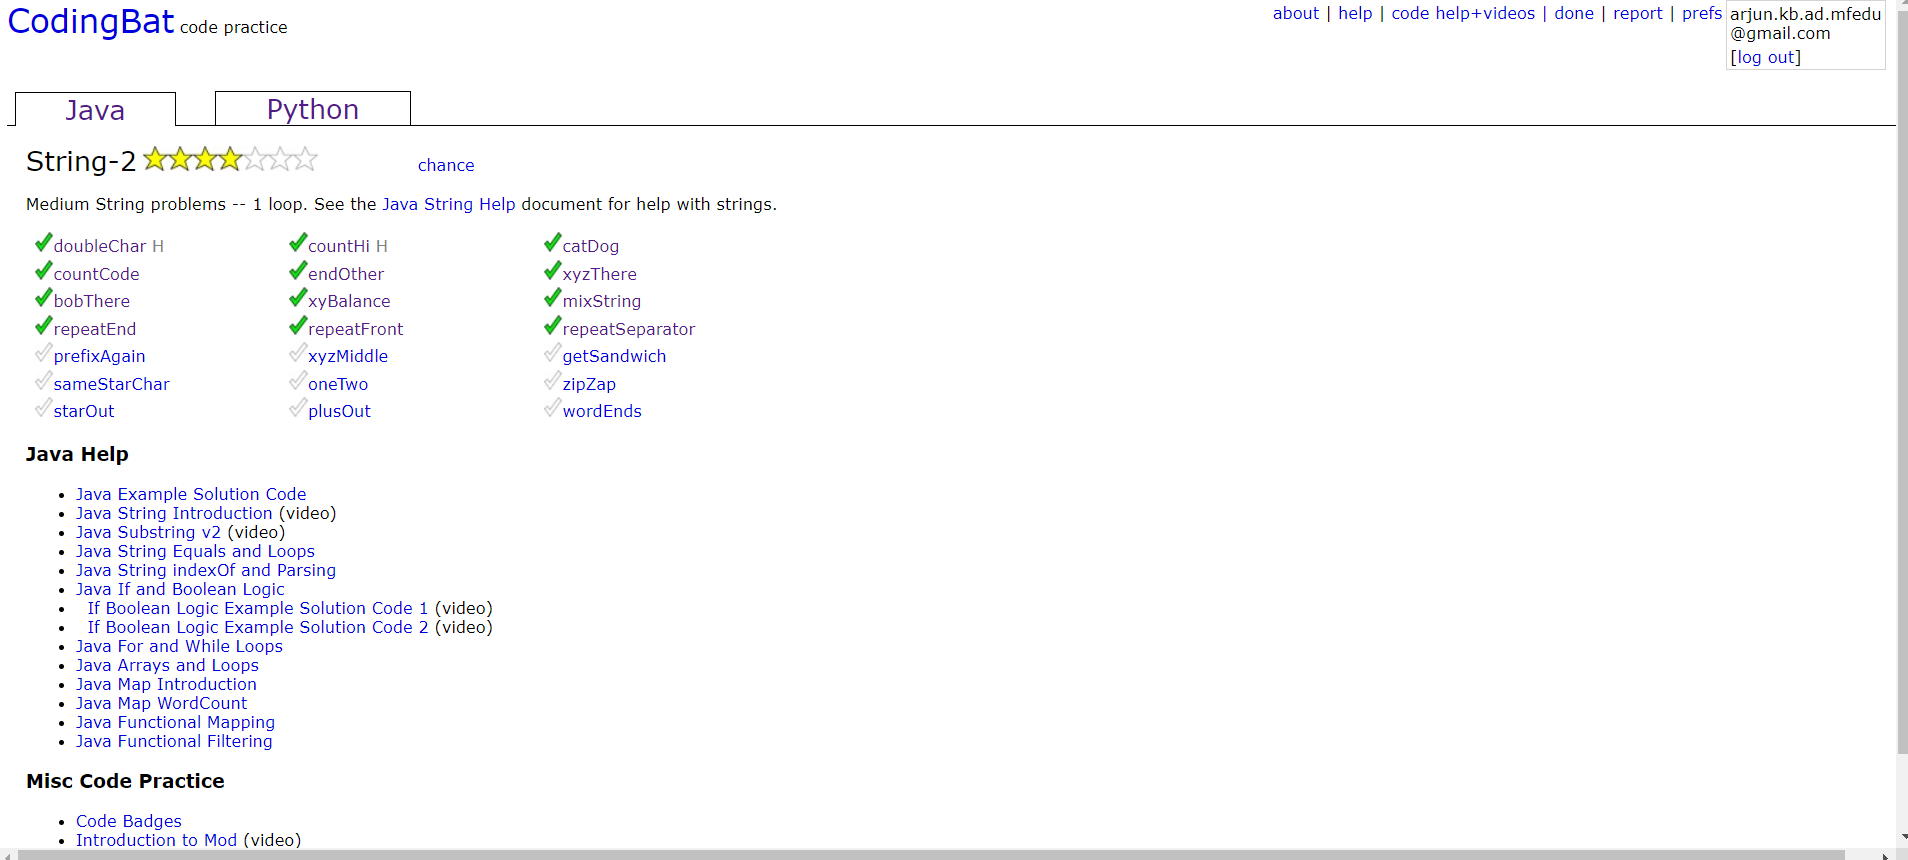 CodingBat code practice
about | help | code help+videos | done | report | prefs
arjun.kb.ad.mfedu
@gmail.com
[log out]
Java
Python
String-2
chance
Medium String problems -- 1 loop. See the Java String Help document for help with strings.
doubleChar H countHi H catDog
countCode endOther xyzThere
bobThere xyBalance mixString
repeatEnd repeatFront repeatSeparator
prefixAgain xyzMiddle getSandwich
sameStarChar oneTwo zipZap
starOut plusOut wordEnds
Java Help
Java Example Solution Code
Java String Introduction (video)
Java Substring v2 (video)
Java String Equals and Loops
Java String indexOf and Parsing
Java If and Boolean Logic
If Boolean Logic Example Solution Code 1 (video)
If Boolean Logic Example Solution Code 2 (video)
Java For and While Loops
Java Arrays and Loops
Java Map Introduction
Java Map WordCount
Java Functional Mapping
Java Functional Filtering
Misc Code Practice
Code Badges
Introduction to Mod (video)